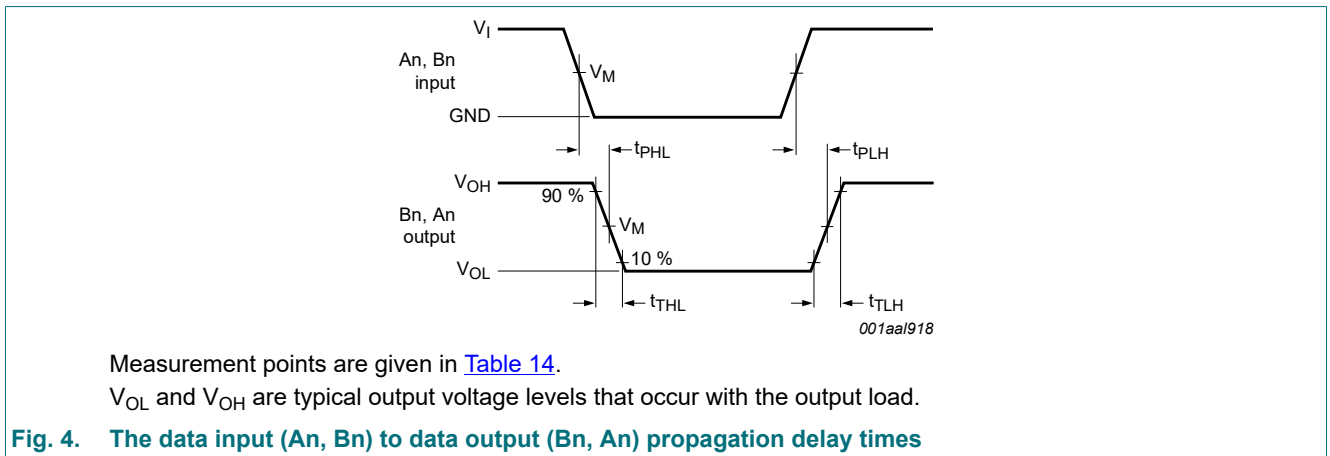 VI
An, Bn
input
VM
GND
tPHL
tPLH
VOH
90 %
Bn, An
output
VM
10 %
VOL
tTHL
tTLH
001aal918
Measurement points are given in Table 14.
VOL and VOH are typical output voltage levels that occur with the output load.
Fig. 4. The data input (An, Bn) to data output (Bn, An) propagation delay times